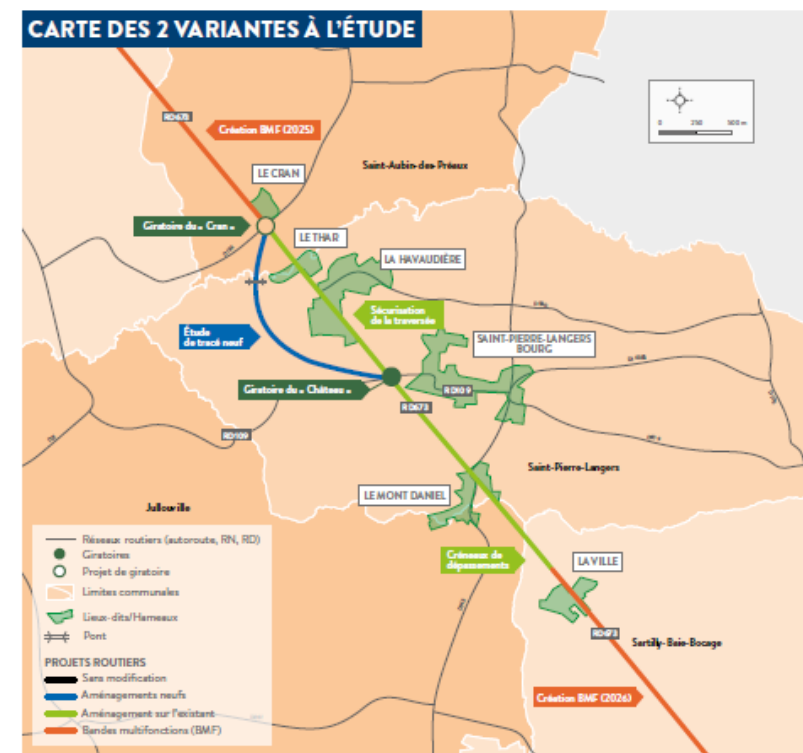 CARTE DES 2 VARIANTES À L'ÉTUDE
0 250 500 m
RD673
Création BMF (2025)
Saint-Aubin-des-Préaux
LE CRAN
Giratoire du « Cran »
LE THAR
LA HAVAUDIÈRE
Étude
de tracé neuf
Sécurisation
de la traversée
SAINT-PIERRE-LANGERS
BOURG
Giratoire du « Château »
RD109
RD673
RD109
Saint-Pierre-Langers
LE MONT DANIEL
Jullouville
Créneaux de
dépassements
LA VILLE
RD673
Sartilly-Baie-Bocage
Création BMF (2026)
Réseaux routiers (autoroute, RN, RD)
Giratoires
Projet de giratoire
Limites communales
Lieux-dits/Hameaux
Pont
PROJETS ROUTIERS
Sans modification
Aménagements neufs
Aménagement sur l'existant
Bandes multifonctions (BMF)